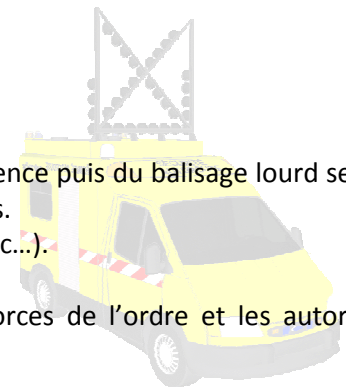 ence puis du balisage lourd se
s.
c…).
orces de l’ordre et les autor